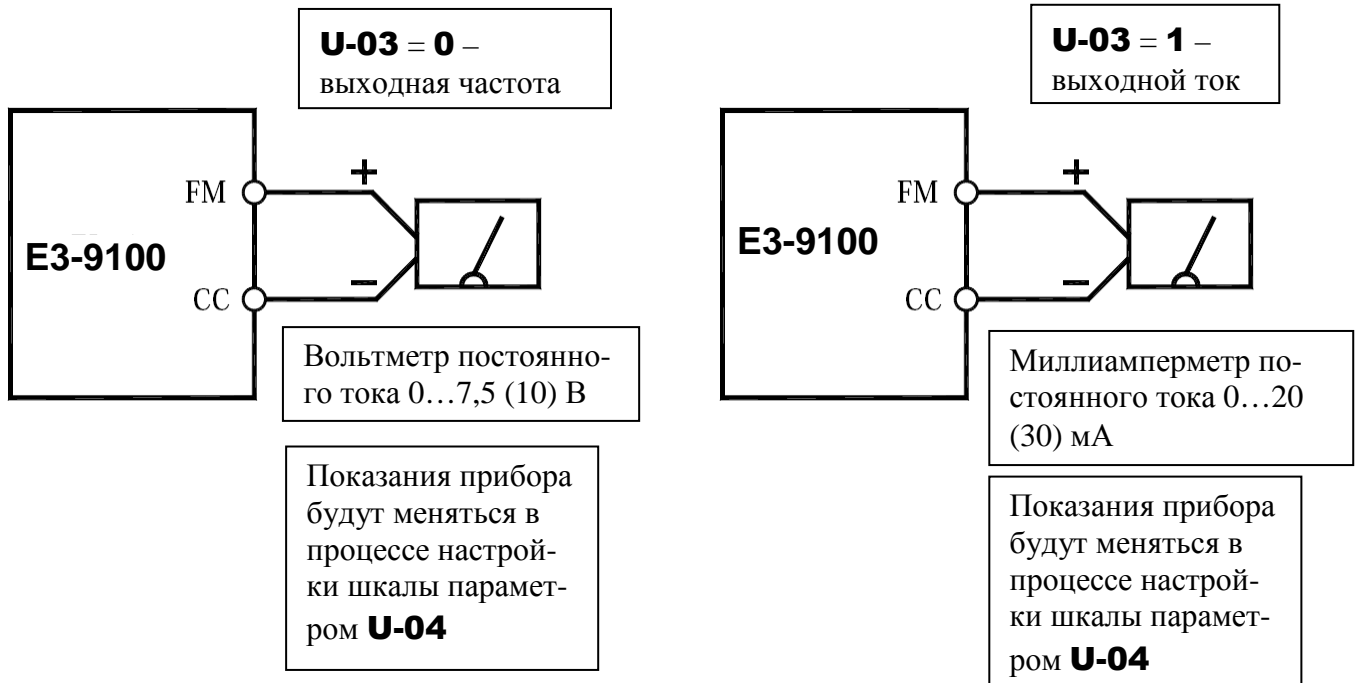 U-03 = 0 –
выходная частота
FM
+
E3-9100
CC
–
Вольтметр постоянно-
го тока 0…7,5 (10) В
Показания прибора
будут меняться в
процессе настрой-
ки шкалы парамет-
ром U-04
U-03 = 1 –
выходной ток
FM
+
E3-9100
CC
–
Миллиамперметр по-
стоянного тока 0…20
(30) мА
Показания прибора
будут меняться в
процессе настрой-
ки шкалы парамет-
ром U-04